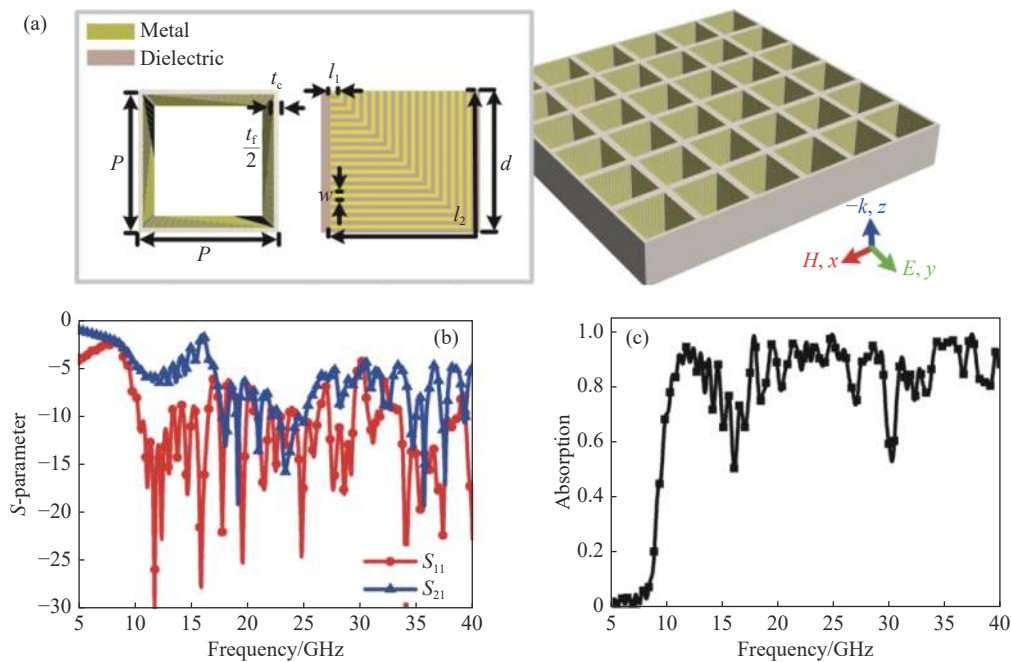 (a)
Metal
Dielectric
t_c
l_1
P
t_f/2
w
d
l_2
P
−k, z
H, x
E, y
(b)
0
−5
−10
−15
−20
−25
−30
S-parameter
S_11
S_21
5 10 15 20 25 30 35 40
Frequency/GHz
(c)
1.0
0.8
0.6
0.4
0.2
0
Absorption
5 10 15 20 25 30 35 40
Frequency/GHz